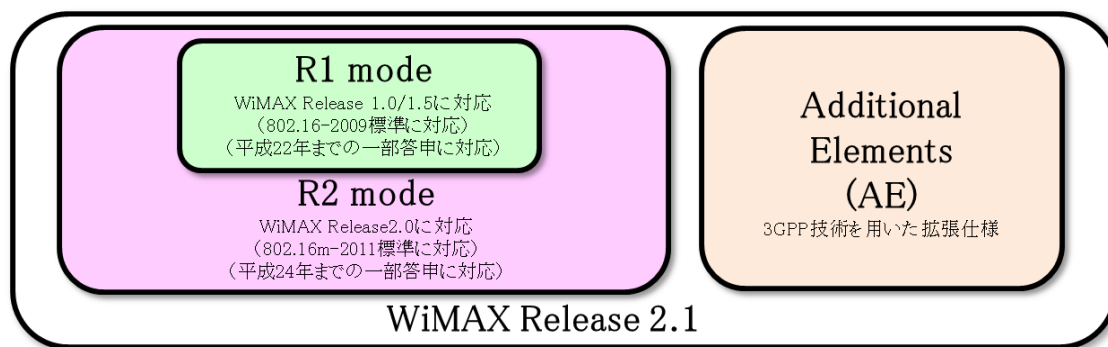 R1 mode
WiMAX Release 1.0/1.5に対応
（802.16-2009標準に対応）
（平成22年までの一部答申に対応）
R2 mode
WiMAX Release2.0に対応
（802.16m-2011標準に対応）
（平成24年までの一部答申に対応）
Additional
Elements
(AE)
3GPP技術を用いた拡張仕様
WiMAX Release 2.1